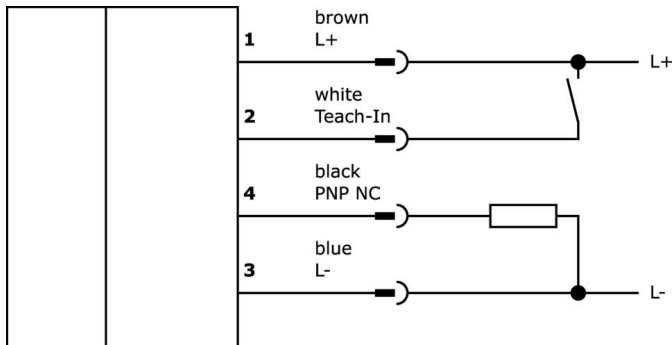 brown
1 L+
L+
white
2 Teach-In
black
4 PNP NC
blue
3 L-
L-